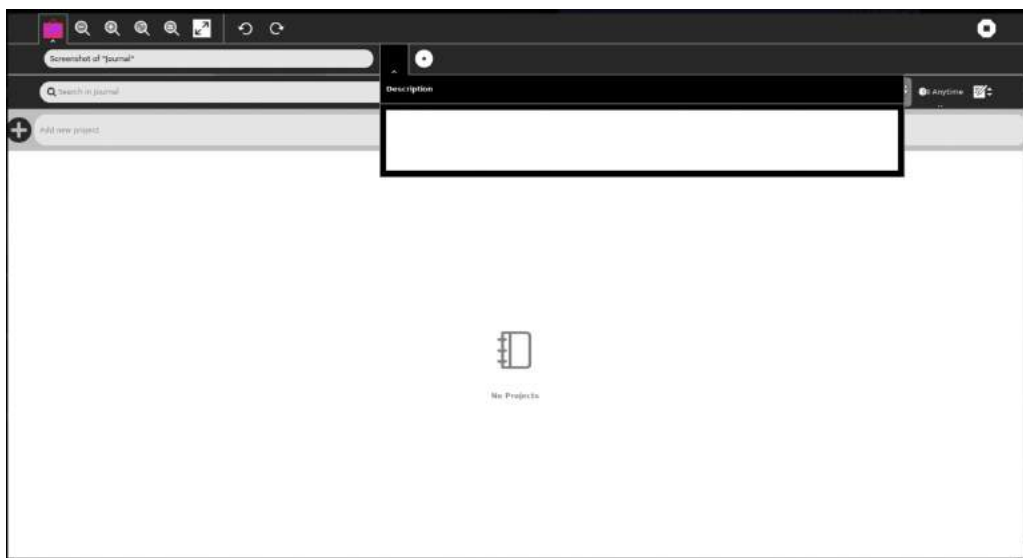 Screenshot of "Journal"
Description
Search in journal
Anytime
Add new project
No Projects